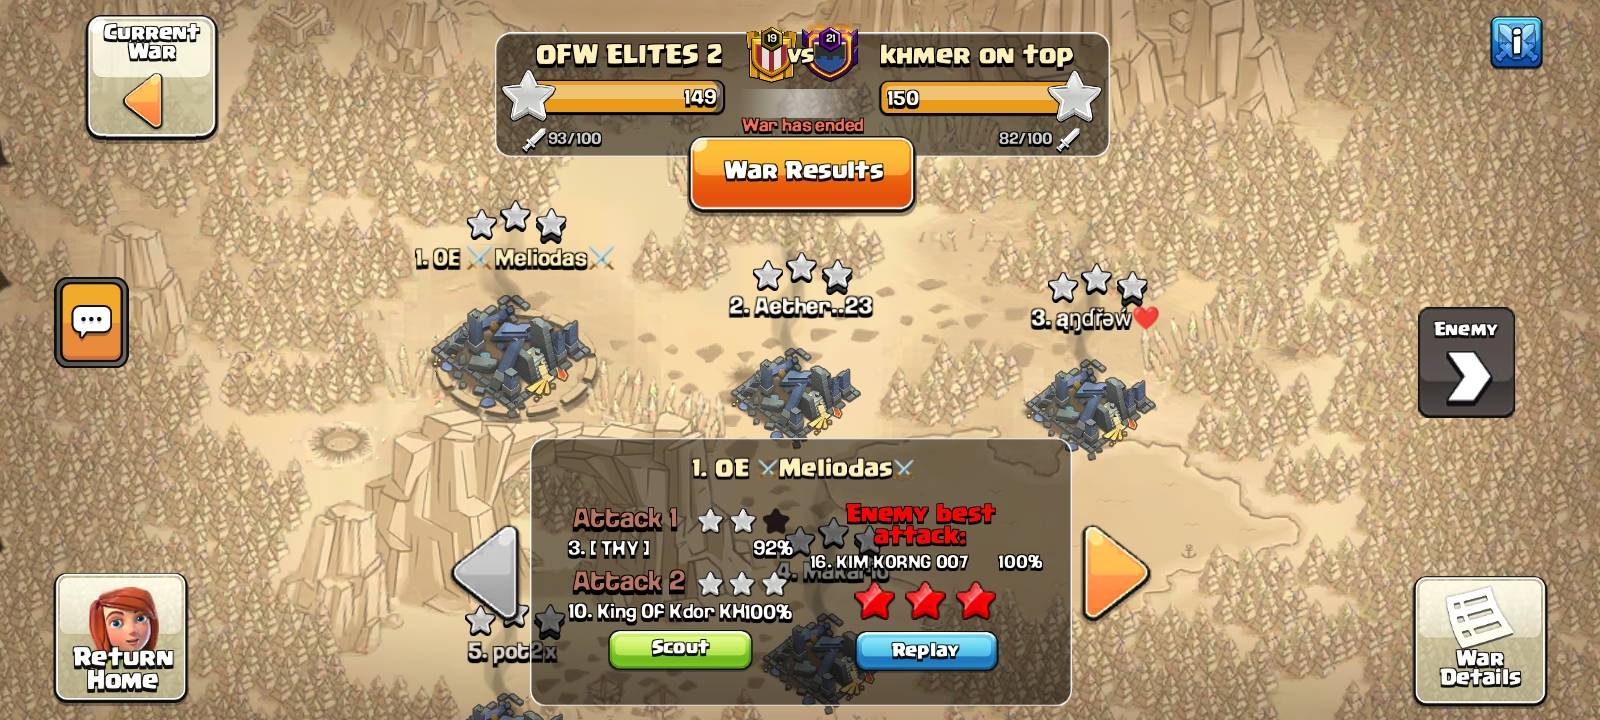 Current
War
OFW ELITES 2
19
vs
21
kHmer on top
149
150
93/100
War has ended
82/100
War Results
1. OE ⚔Meliodas⚔
2. Aether..23
3. ąŋɗřəẃ❤
Enemy
1. OE ⚔Meliodas⚔
Attack 1
3. [ THY ]
92%
Attack 2
10. King Of Kdor KH100%
Enemy best
attack:
16. KIM KORNG 007
100%
5. pot2x
Scout
Replay
Return
Home
War
Details